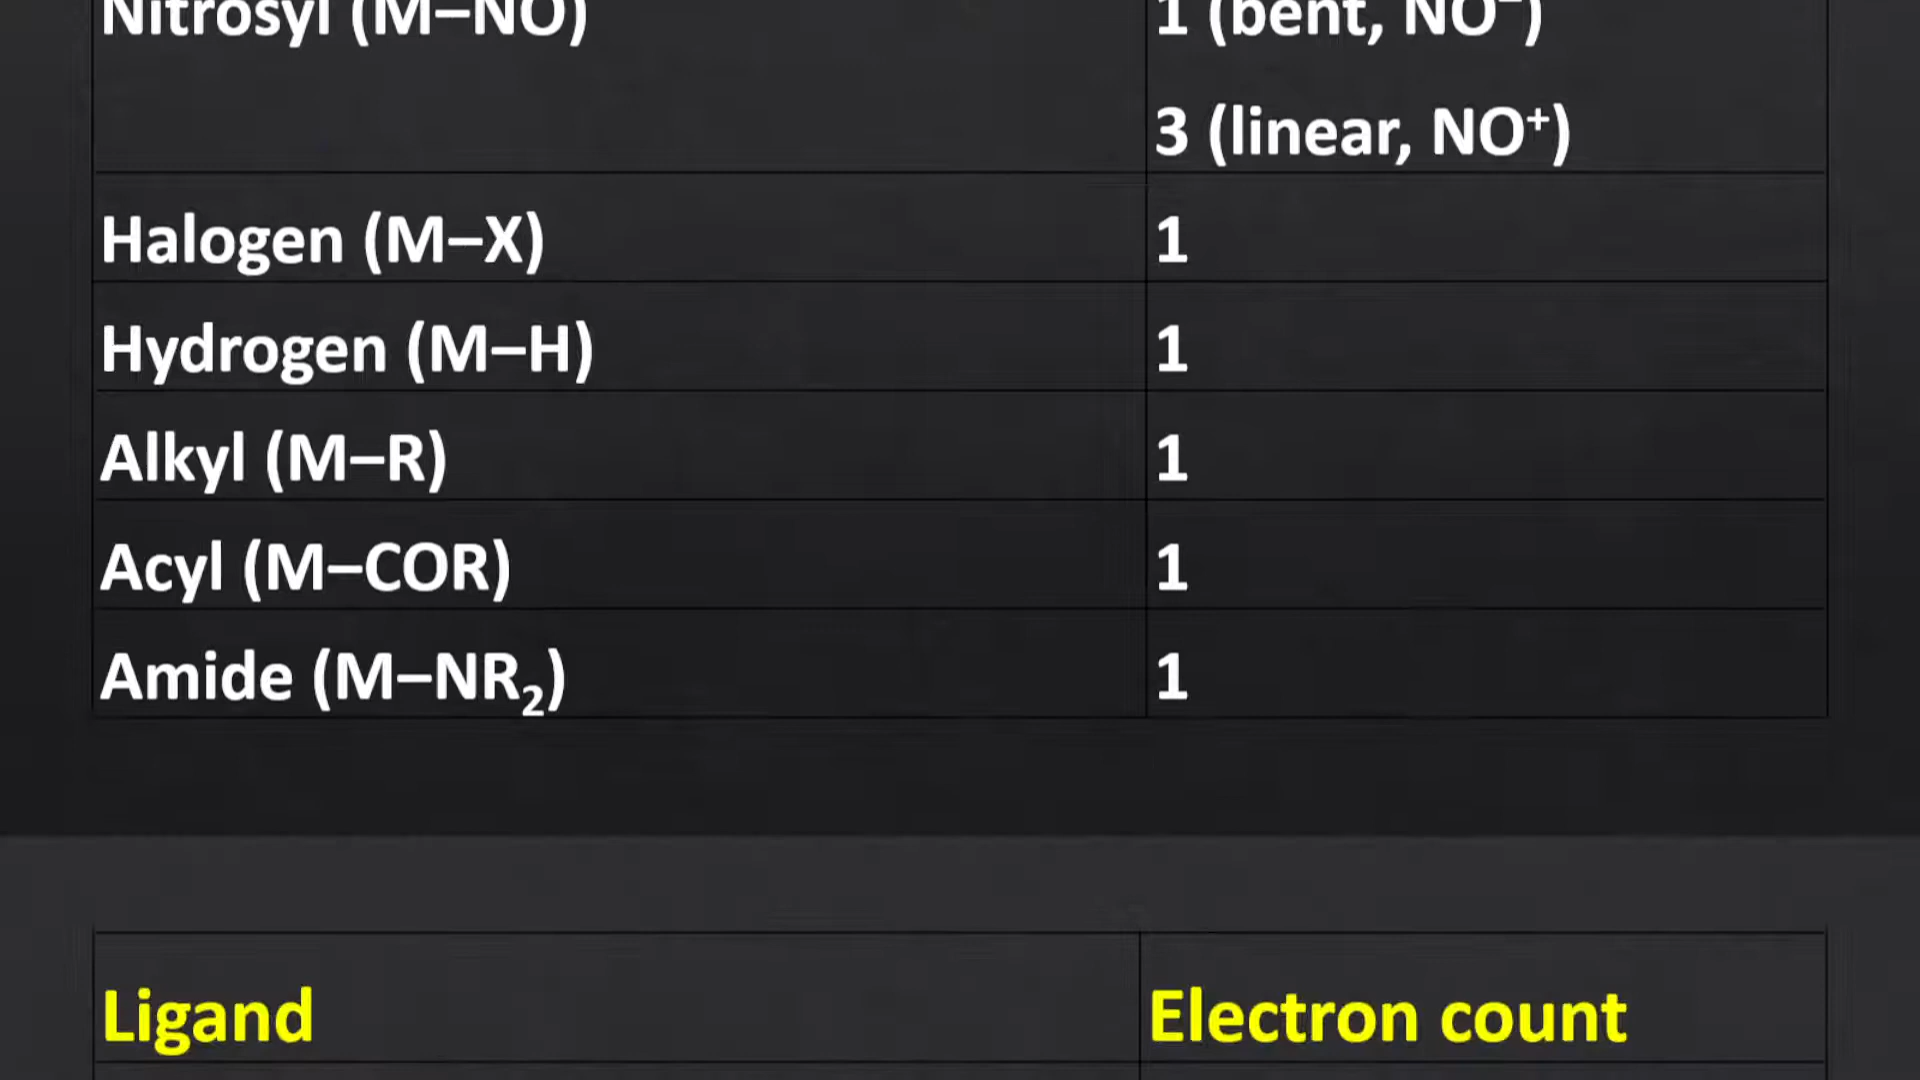 Nitrosyl (M–NO) 1 (bent, NO⁻)
3 (linear, NO⁺)
Halogen (M–X) 1
Hydrogen (M–H) 1
Alkyl (M–R) 1
Acyl (M–COR) 1
Amide (M–NR₂) 1
Ligand Electron count